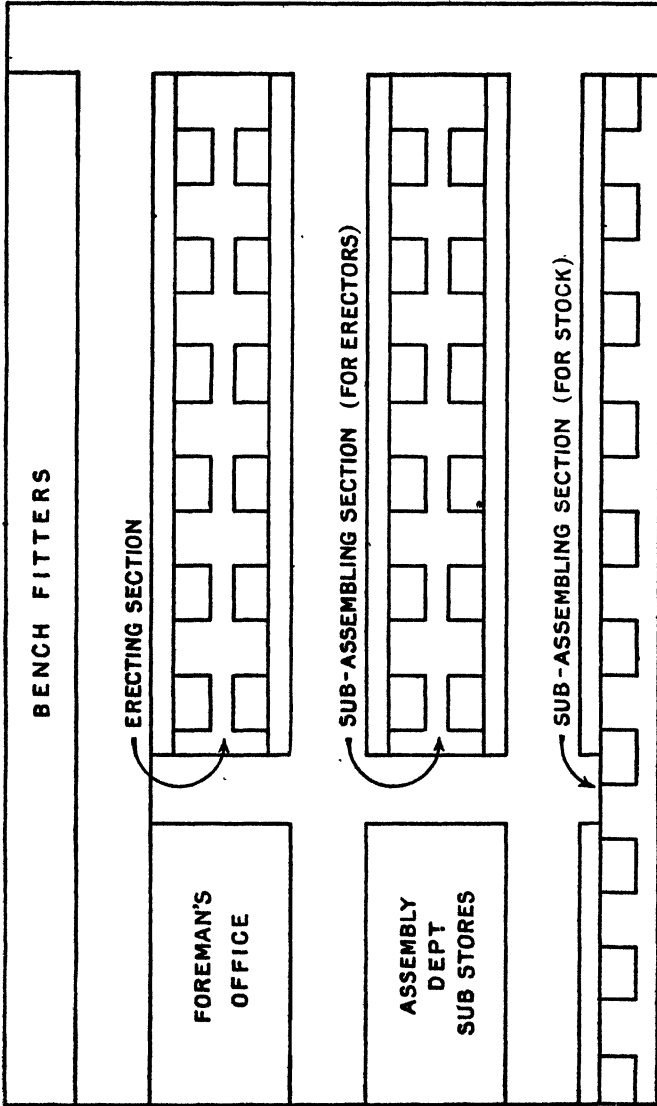 BENCH FITTERS
ERECTING SECTION
FOREMAN'S
OFFICE
SUB-ASSEMBLING SECTION (FOR ERECTORS)
ASSEMBLY
DEPT
SUB STORES
SUB-ASSEMBLING SECTION (FOR STOCK)